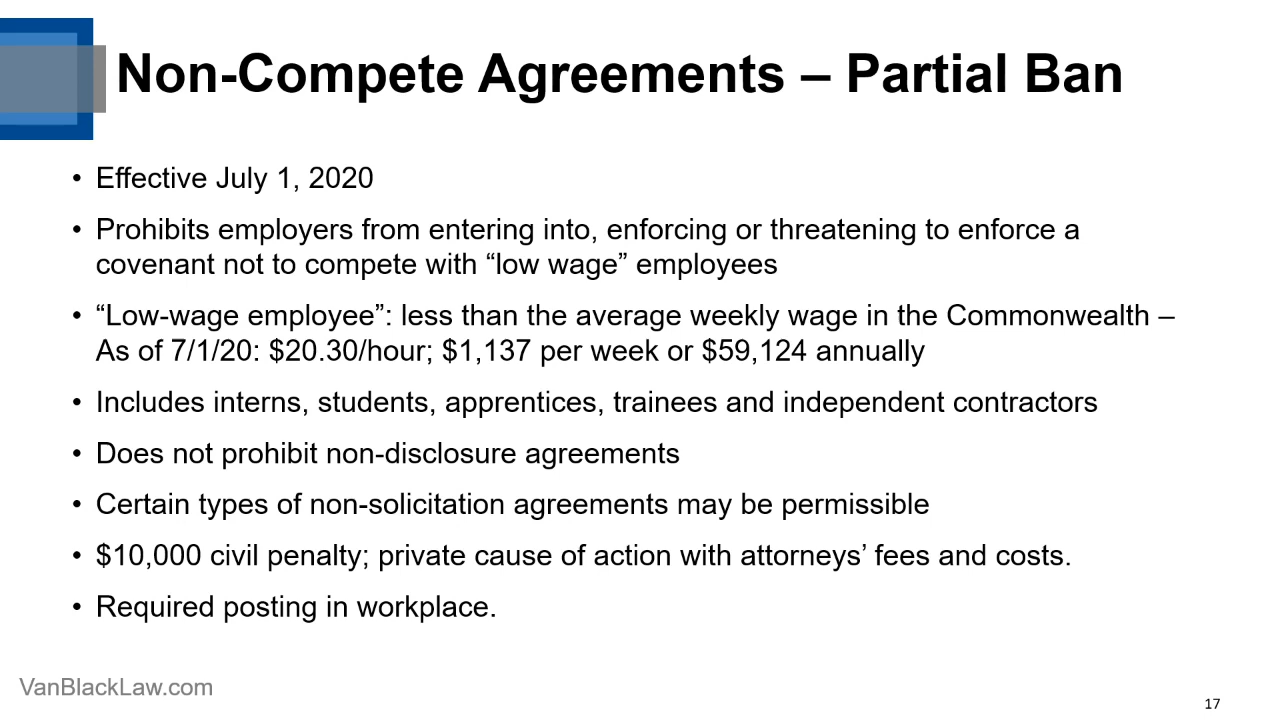 Non-Compete Agreements – Partial Ban
• Effective July 1, 2020
• Prohibits employers from entering into, enforcing or threatening to enforce a
covenant not to compete with “low wage” employees
• “Low-wage employee”: less than the average weekly wage in the Commonwealth –
As of 7/1/20: $20.30/hour; $1,137 per week or $59,124 annually
• Includes interns, students, apprentices, trainees and independent contractors
• Does not prohibit non-disclosure agreements
• Certain types of non-solicitation agreements may be permissible
• $10,000 civil penalty; private cause of action with attorneys’ fees and costs.
• Required posting in workplace.
VanBlackLaw.com
17